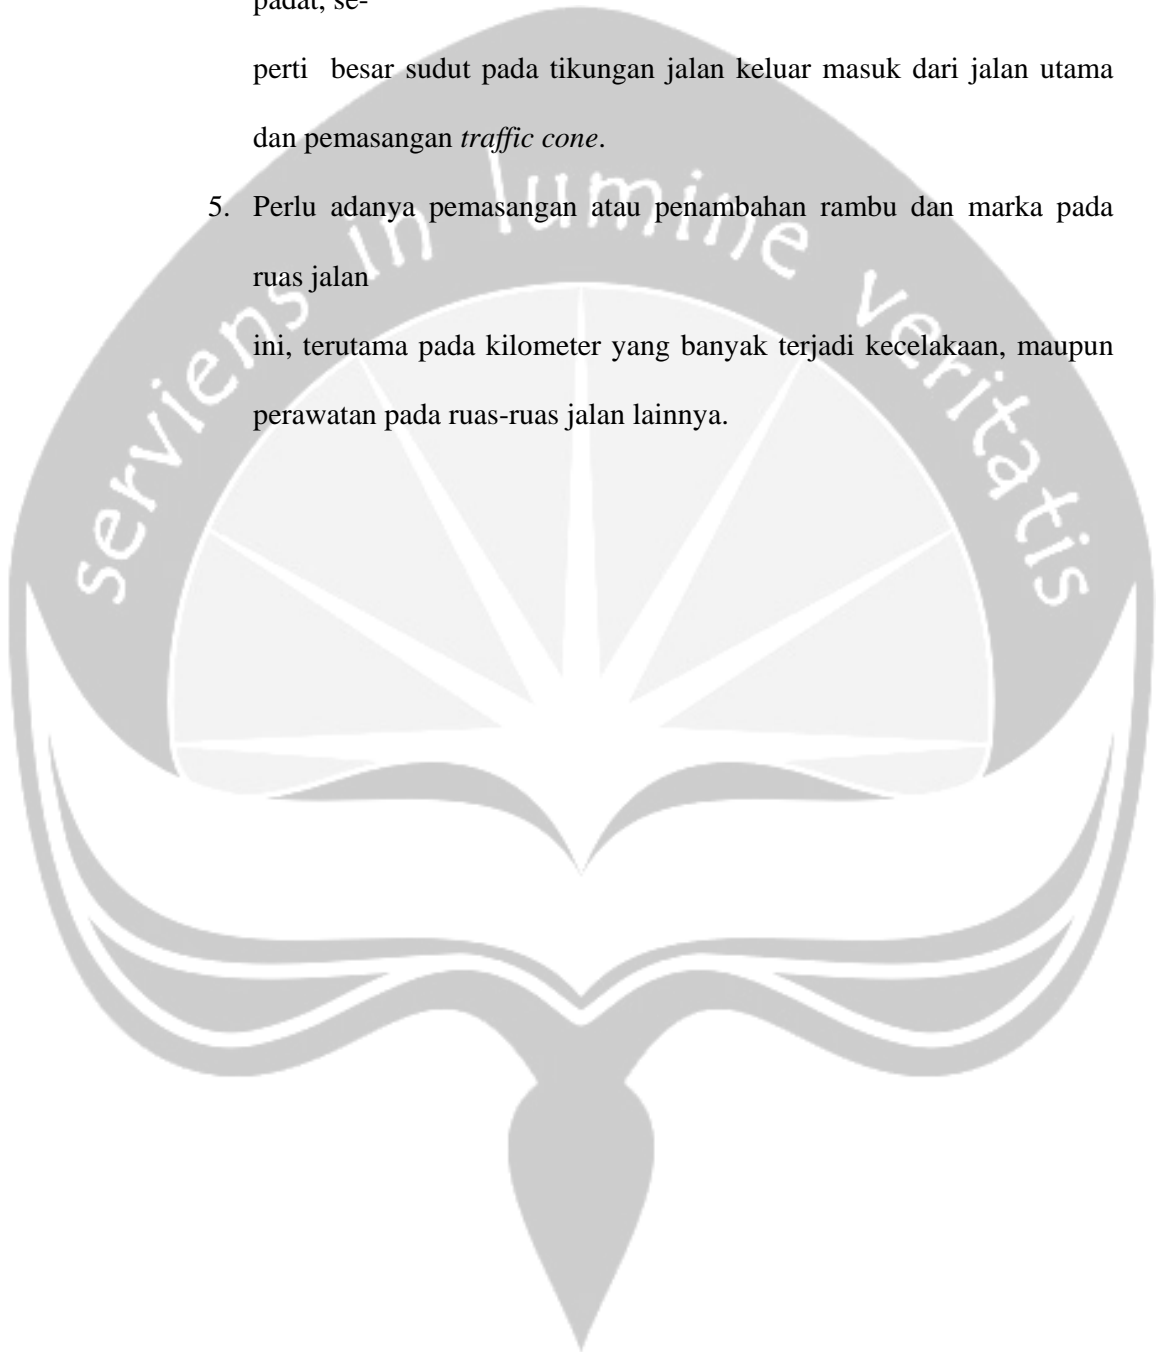 padat, se-
perti besar sudut pada tikungan jalan keluar masuk dari jalan utama
dan pemasangan traffic cone.
5. Perlu adanya pemasangan atau penambahan rambu dan marka pada
ruas jalan
ini, terutama pada kilometer yang banyak terjadi kecelakaan, maupun
perawatan pada ruas-ruas jalan lainnya.
serviens in lumine veritatis